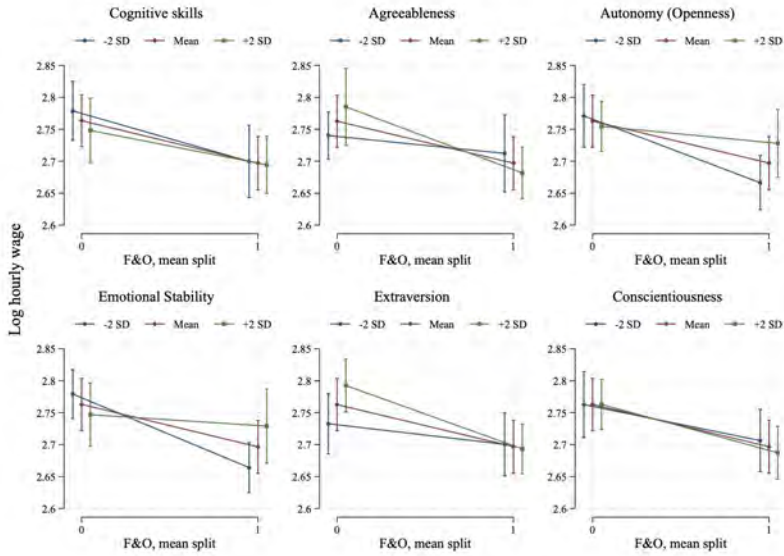 Cognitive skills
-2 SD Mean +2 SD
2.85
2.8
2.75
2.7
2.65
2.6
0 1
F&O, mean split
Agreeableness
-2 SD Mean +2 SD
2.85
2.8
2.75
2.7
2.65
2.6
0 1
F&O, mean split
Autonomy (Openness)
-2 SD Mean +2 SD
2.85
2.8
2.75
2.7
2.65
2.6
0 1
F&O, mean split
Log hourly wage
Emotional Stability
-2 SD Mean +2 SD
2.85
2.8
2.75
2.7
2.65
2.6
0 1
F&O, mean split
Extraversion
-2 SD Mean +2 SD
2.85
2.8
2.75
2.7
2.65
2.6
0 1
F&O, mean split
Conscientiousness
-2 SD Mean +2 SD
2.85
2.8
2.75
2.7
2.65
2.6
0 1
F&O, mean split